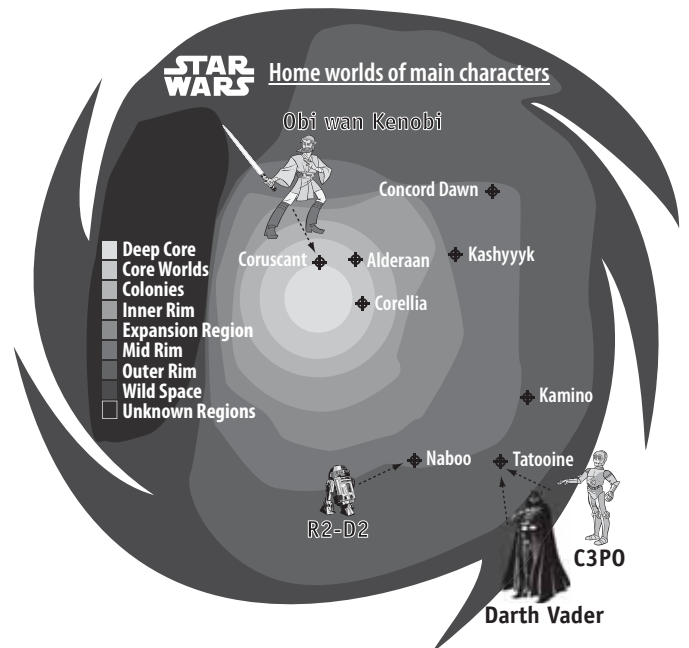 STAR
WARS
Home worlds of main characters
Obi wan Kenobi
Concord Dawn
Coruscant
Alderaan
Kashyyyk
Corellia
Deep Core
Core Worlds
Colonies
Inner Rim
Expansion Region
Mid Rim
Outer Rim
Wild Space
Unknown Regions
Kamino
Naboo
Tatooine
R2-D2
C3PO
Darth Vader